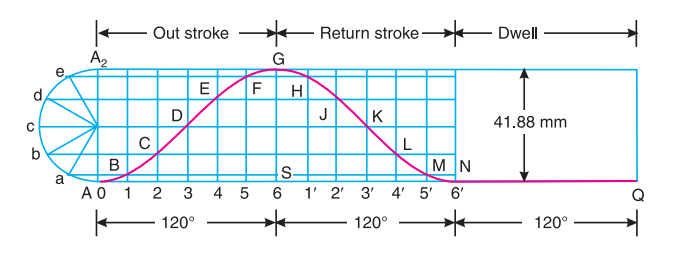 Out stroke Return stroke Dwell
A2 G
e
E F H
d
D J K
c 41.88 mm
C L
b B M N
a S
A 0 1 2 3 4 5 6 1′ 2′ 3′ 4′ 5′ 6′ Q
120° 120° 120°